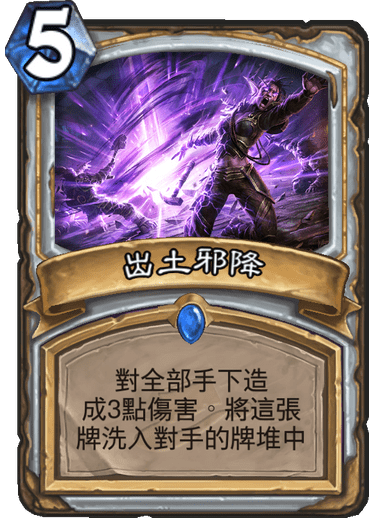 5
出土邪降
對全部手下造
成3點傷害。將這張
牌洗入對手的牌堆中